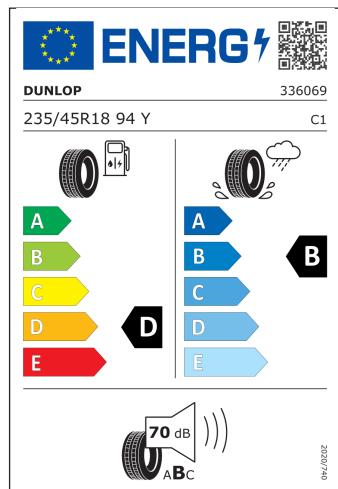 ENERG
DUNLOP 336069
235/45R18 94 Y C1
A A
B B B
C C
D D D
E E
70 dB
ABC
2020/740